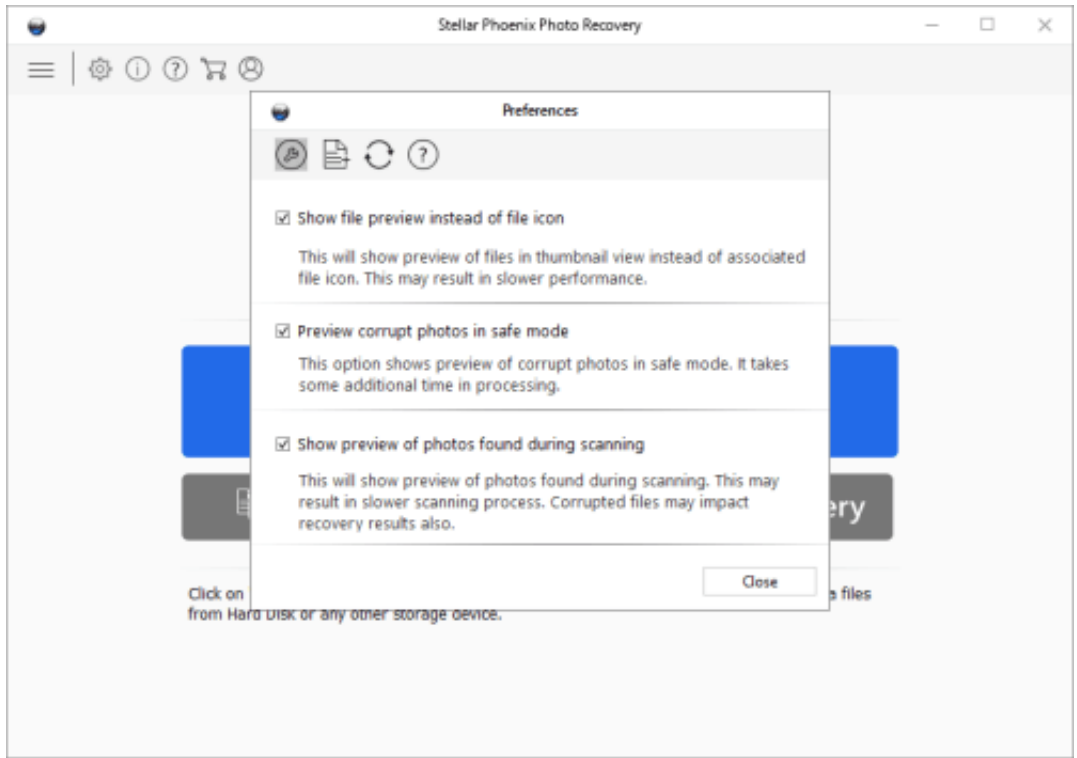 Stellar Phoenix Photo Recovery
Preferences
Show file preview instead of file icon
This will show preview of files in thumbnail view instead of associated
file icon. This may result in slower performance.
Preview corrupt photos in safe mode
This option shows preview of corrupt photos in safe mode. It takes
some additional time in processing.
Show preview of photos found during scanning
This will show preview of photos found during scanning. This may
result in slower scanning process. Corrupted files may impact
recovery results also.
ery
Close
Click on files
from Hard Disk or any other storage device.